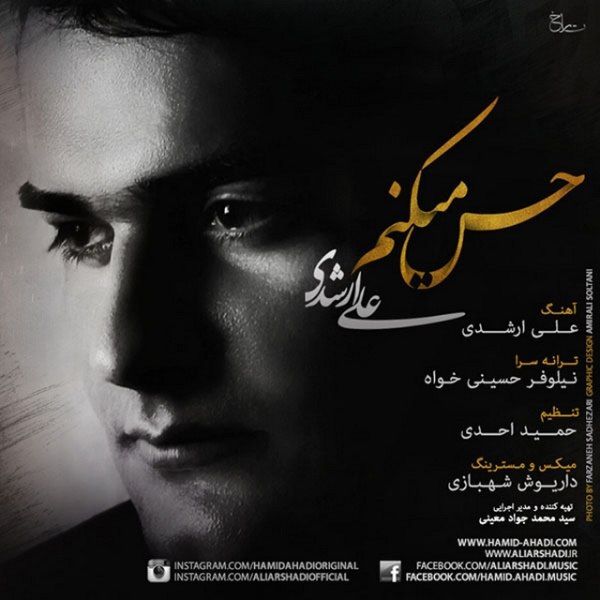 حس میکنم
علی ارشدی
آهنگ
علی ارشدی
ترانه سرا
نیلوفر حسینی خواه
تنظیم
حمید احدی
میکس و مسترینگ
داریوش شهبازی
تهیه کننده و مدیر اجرایی
سید محمد جواد معینی
WWW.HAMID-AHADI.COM
WWW.ALIARSHADI.IR
INSTAGRAM.COM/HAMIDAHADIORIGINAL
INSTAGRAM.COM/ALIARSHADIOFFICIAL
FACEBOOK.COM/ALIARSHADI.MUSIC
FACEBOOK.COM/HAMID.AHADI.MUSIC
PHOTO BY FARZANEH SADHEZARI GRAPHIC DESIGN AMIRALI SOLTANI